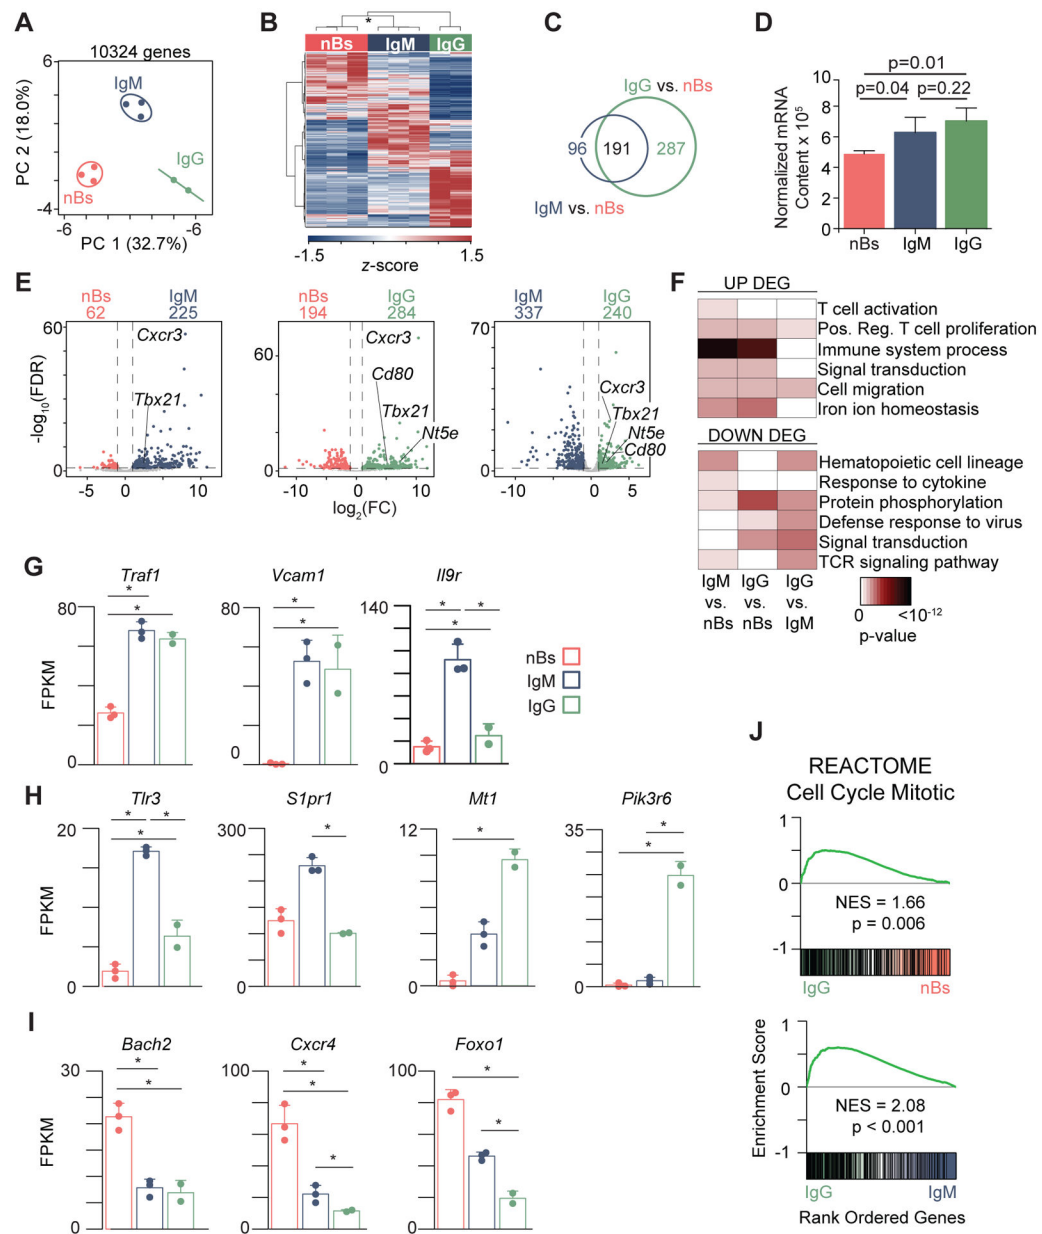 A
10324 genes
6
IgM
IgG
nBs
-4
-6
-6
PC 2 (18.0%)
PC 1 (32.7%)
B
*
nBs
IgM
IgG
-1.5
1.5
z-score
C
IgG vs. nBs
96
191
287
IgM vs. nBs
D
p=0.01
p=0.04
p=0.22
10
8
6
4
2
0
Normalized mRNA
Content x 10⁵
nBs
IgM
IgG
E
nBs
62
IgM
225
60
0
-log₁₀(FDR)
Cxcr3
Tbx21
-5
0
5
10
nBs
194
IgG
284
60
0
Cxcr3
Cd80
Tbx21
Nt5e
-10
-5
0
5
10
log₂(FC)
IgM
337
IgG
240
70
0
Cxcr3
Tbx21
Nt5e
Cd80
-10
-5
0
5
F
UP DEG
T cell activation
Pos. Reg. T cell proliferation
Immune system process
Signal transduction
Cell migration
Iron ion homeostasis
DOWN DEG
Hematopoietic cell lineage
Response to cytokine
Protein phosphorylation
Defense response to virus
Signal transduction
TCR signaling pathway
IgM
vs.
nBs
IgG
vs.
nBs
IgG
vs.
IgM
0
<10⁻¹²
p-value
G
Traf1
*
*
80
0
FPKM
Vcam1
*
*
80
0
Il9r
*
*
*
140
0
nBs
IgM
IgG
H
Tlr3
*
*
*
20
0
FPKM
S1pr1
*
300
0
Mt1
*
12
0
Pik3r6
*
*
35
0
I
Bach2
*
*
30
0
FPKM
Cxcr4
*
*
*
100
0
Foxo1
*
*
100
0
J
REACTOME
Cell Cycle Mitotic
1
0
-1
NES = 1.66
p = 0.006
IgG
nBs
1
0
-1
Enrichment Score
NES = 2.08
p < 0.001
IgG
IgM
Rank Ordered Genes